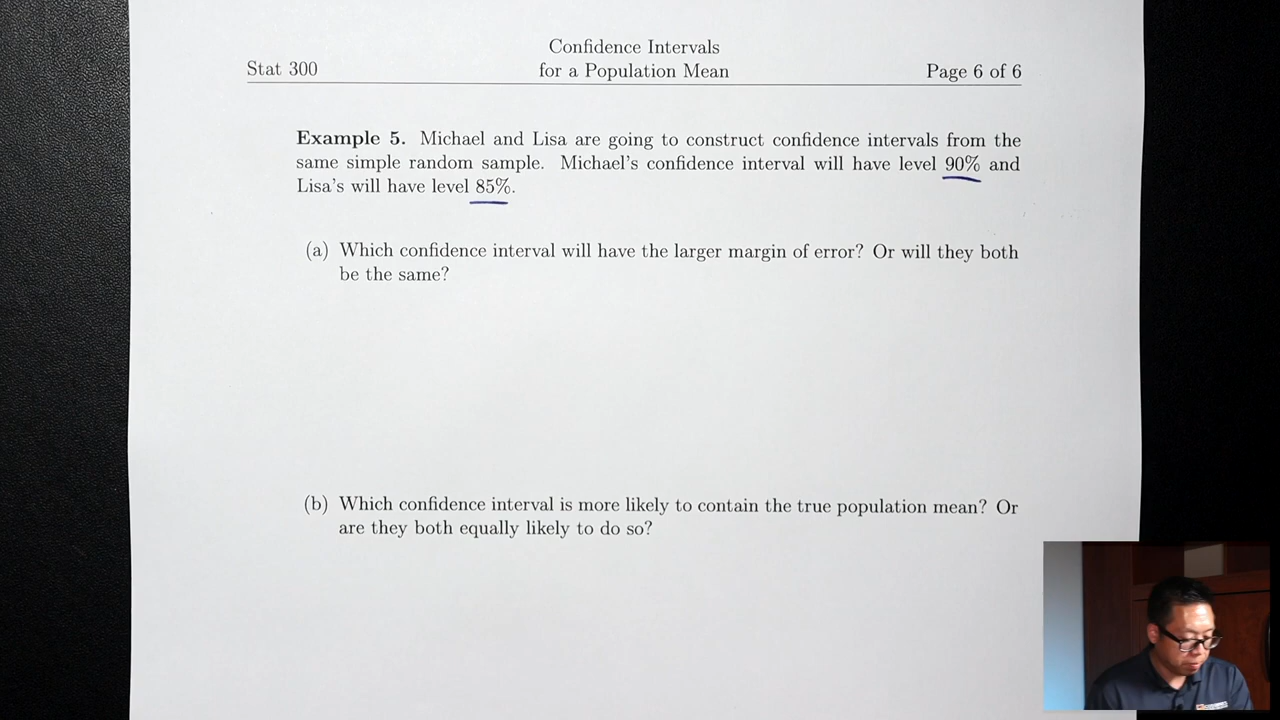 Confidence Intervals
Stat 300 for a Population Mean Page 6 of 6
Example 5. Michael and Lisa are going to construct confidence intervals from the
same simple random sample. Michael's confidence interval will have level 90% and
Lisa's will have level 85%.
(a) Which confidence interval will have the larger margin of error? Or will they both
be the same?
(b) Which confidence interval is more likely to contain the true population mean? Or
are they both equally likely to do so?